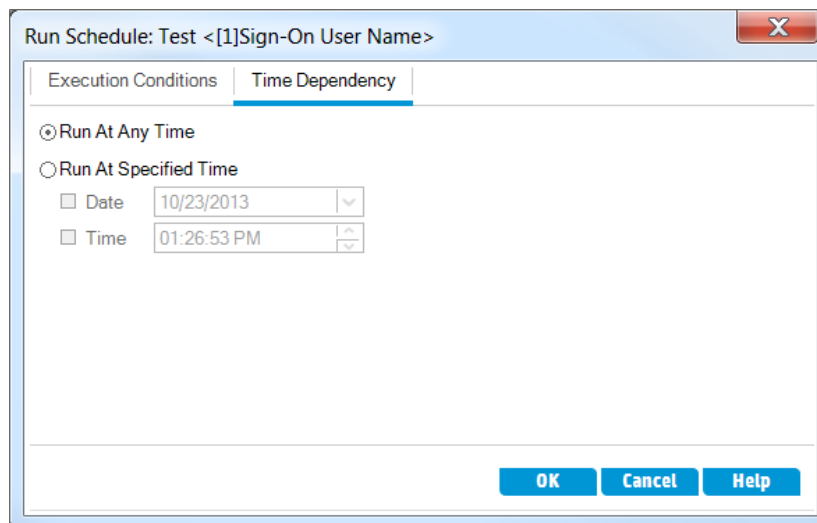 Run Schedule: Test <[1]Sign-On User Name>
Execution Conditions Time Dependency
Run At Any Time
Run At Specified Time
Date 10/23/2013
Time 01:26:53 PM
OK Cancel Help